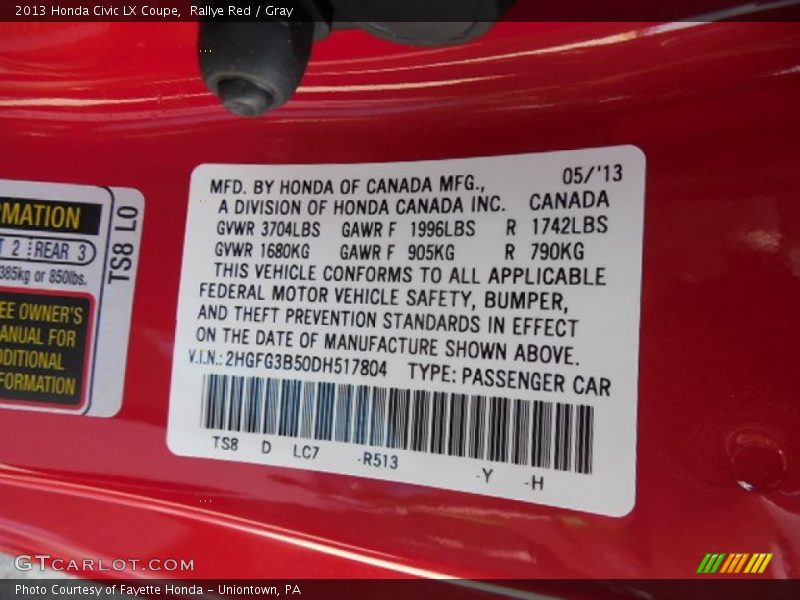 2013 Honda Civic LX Coupe, Rallye Red / Gray
MFD. BY HONDA OF CANADA MFG., 05/'13
A DIVISION OF HONDA CANADA INC. CANADA
GVWR 3704LBS GAWR F 1996LBS R 1742LBS
GVWR 1680KG GAWR F 905KG R 790KG
THIS VEHICLE CONFORMS TO ALL APPLICABLE
FEDERAL MOTOR VEHICLE SAFETY, BUMPER,
AND THEFT PREVENTION STANDARDS IN EFFECT
ON THE DATE OF MANUFACTURE SHOWN ABOVE.
V.I.N.: 2HGFG3B50DH517804 TYPE: PASSENGER CAR
TS8 D LC7 -R513 -Y -H
MATION
T 2 REAR 3
385kg or 850lbs.
EE OWNER'S
ANUAL FOR
DDITIONAL
FORMATION
TS8 L0
GTCARLOT.COM
Photo Courtesy of Fayette Honda - Uniontown, PA